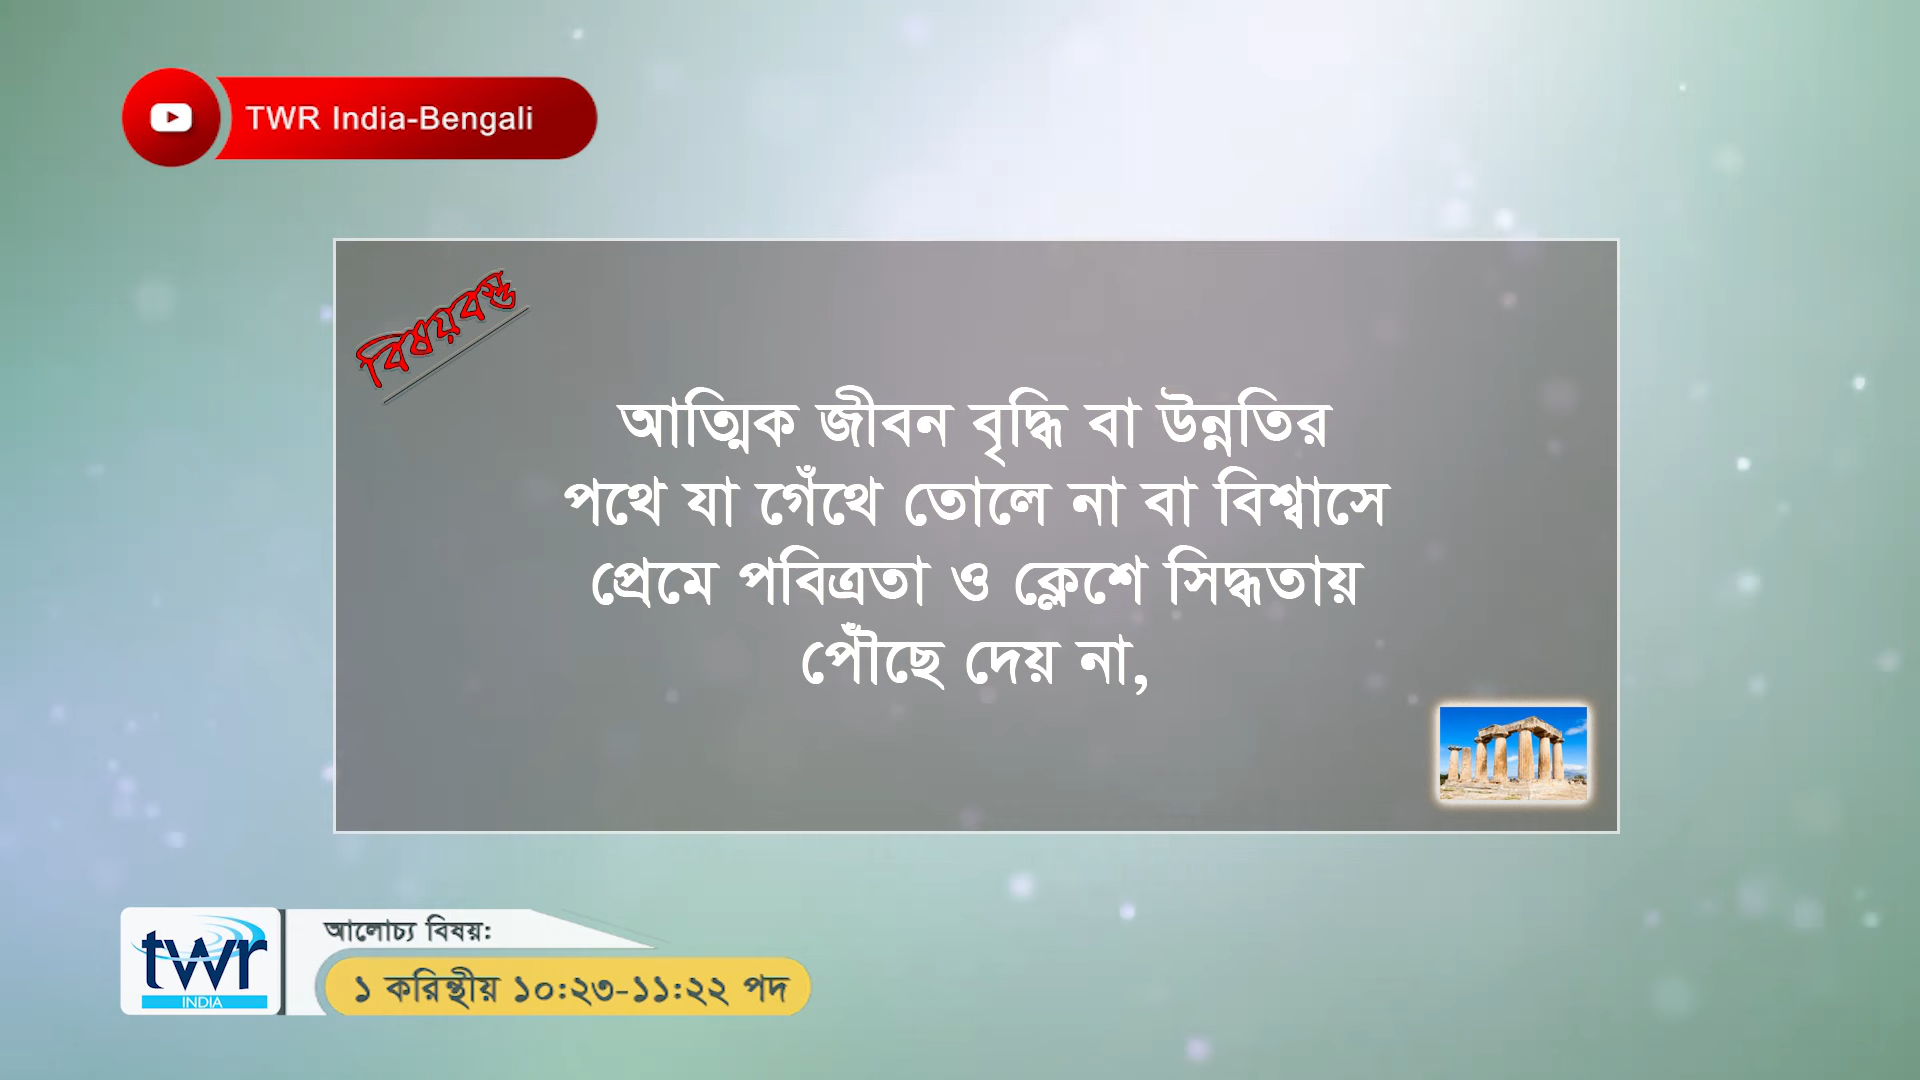 TWR India-Bengali
বিষয়বস্তু
আত্মিক জীবন বৃদ্ধি বা উন্নতির
পথে যা গেঁথে তোলে না বা বিশ্বাসে
প্রেমে পবিত্রতা ও ক্লেশে সিদ্ধতায়
পৌঁছে দেয় না,
আলোচ্য বিষয়:
twr
INDIA
১ করিন্থীয় ১০:২৩-১১:২২ পদ